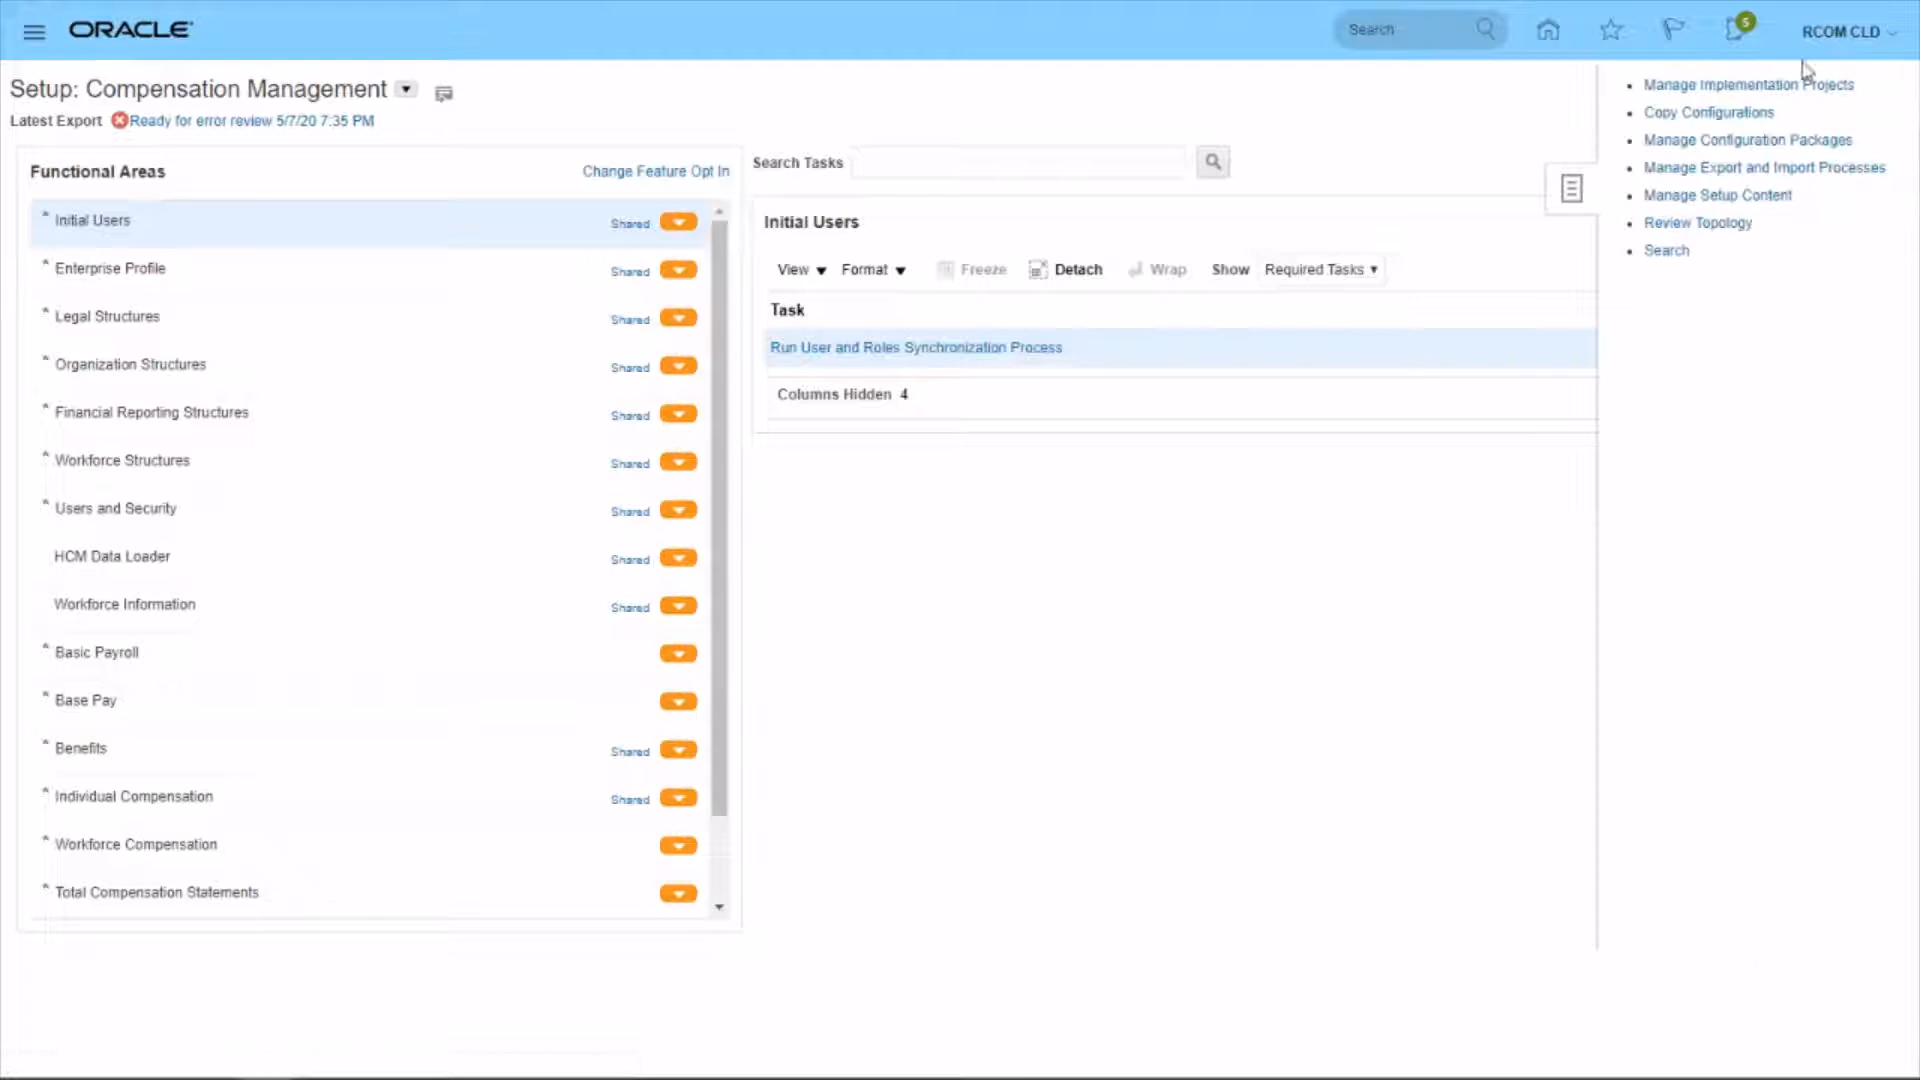 ORACLE
Search
5
RCOM CLD
Setup: Compensation Management
Latest Export Ready for error review 5/7/20 7:35 PM
Functional Areas
Change Feature Opt In
* Initial Users Shared
* Enterprise Profile Shared
* Legal Structures Shared
* Organization Structures Shared
* Financial Reporting Structures Shared
* Workforce Structures Shared
* Users and Security Shared
HCM Data Loader Shared
Workforce Information Shared
* Basic Payroll
* Base Pay
* Benefits Shared
* Individual Compensation Shared
* Workforce Compensation
* Total Compensation Statements
Search Tasks
Initial Users
View Format Freeze Detach Wrap Show Required Tasks
Task
Run User and Roles Synchronization Process
Columns Hidden 4
• Manage Implementation Projects
• Copy Configurations
• Manage Configuration Packages
• Manage Export and Import Processes
• Manage Setup Content
• Review Topology
• Search